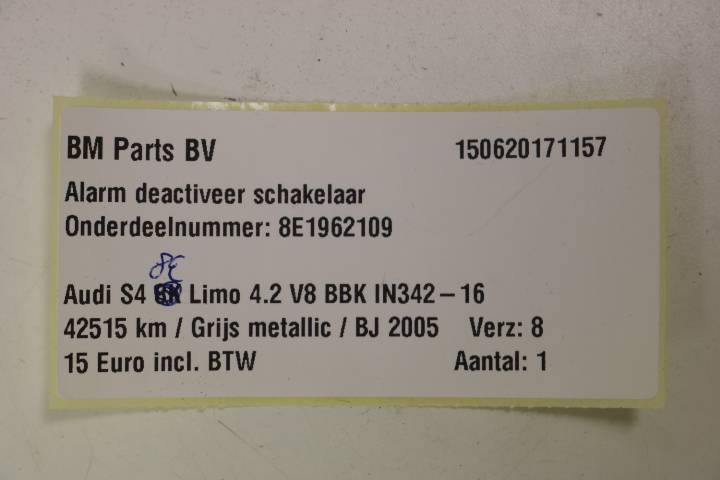 BM Parts BV 150620171157
Alarm deactiveer schakelaar
Onderdeelnummer: 8E1962109
8E
Audi S4 Limo 4.2 V8 BBK IN342-16
42515 km / Grijs metallic / BJ 2005 Verz: 8
15 Euro incl. BTW Aantal: 1